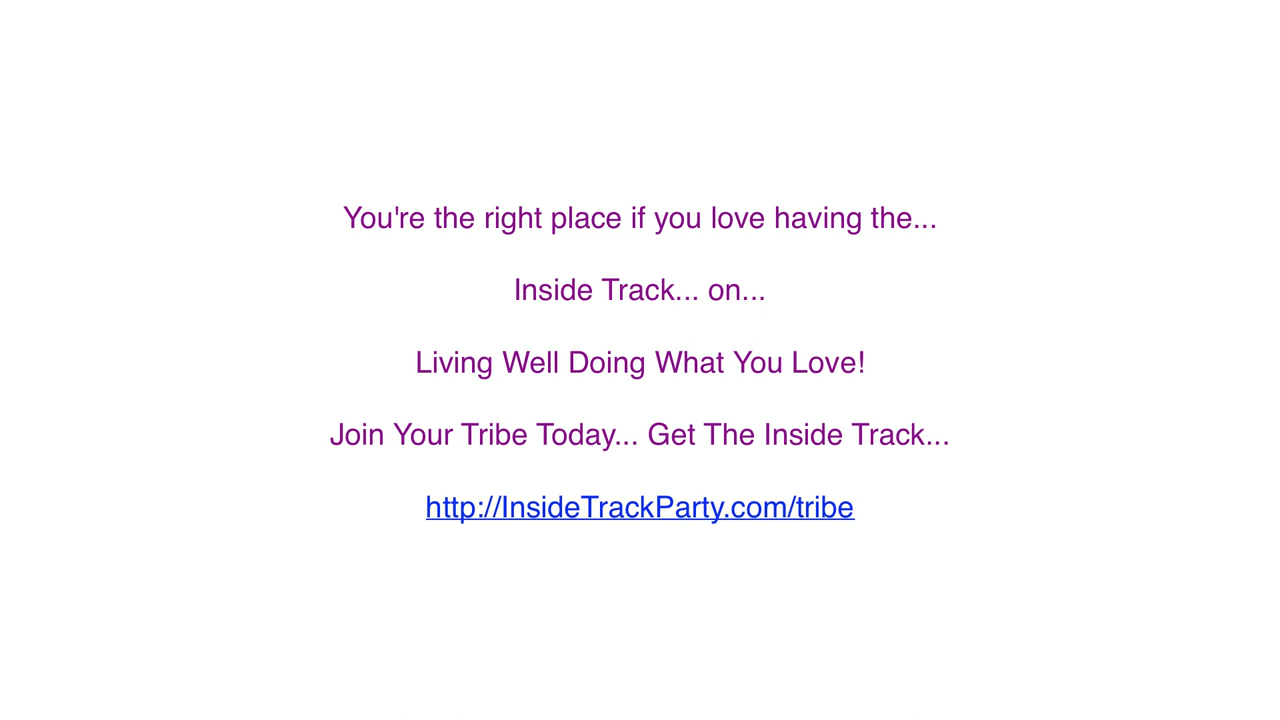 You're the right place if you love having the...
Inside Track... on...
Living Well Doing What You Love!
Join Your Tribe Today... Get The Inside Track...
http://InsideTrackParty.com/tribe